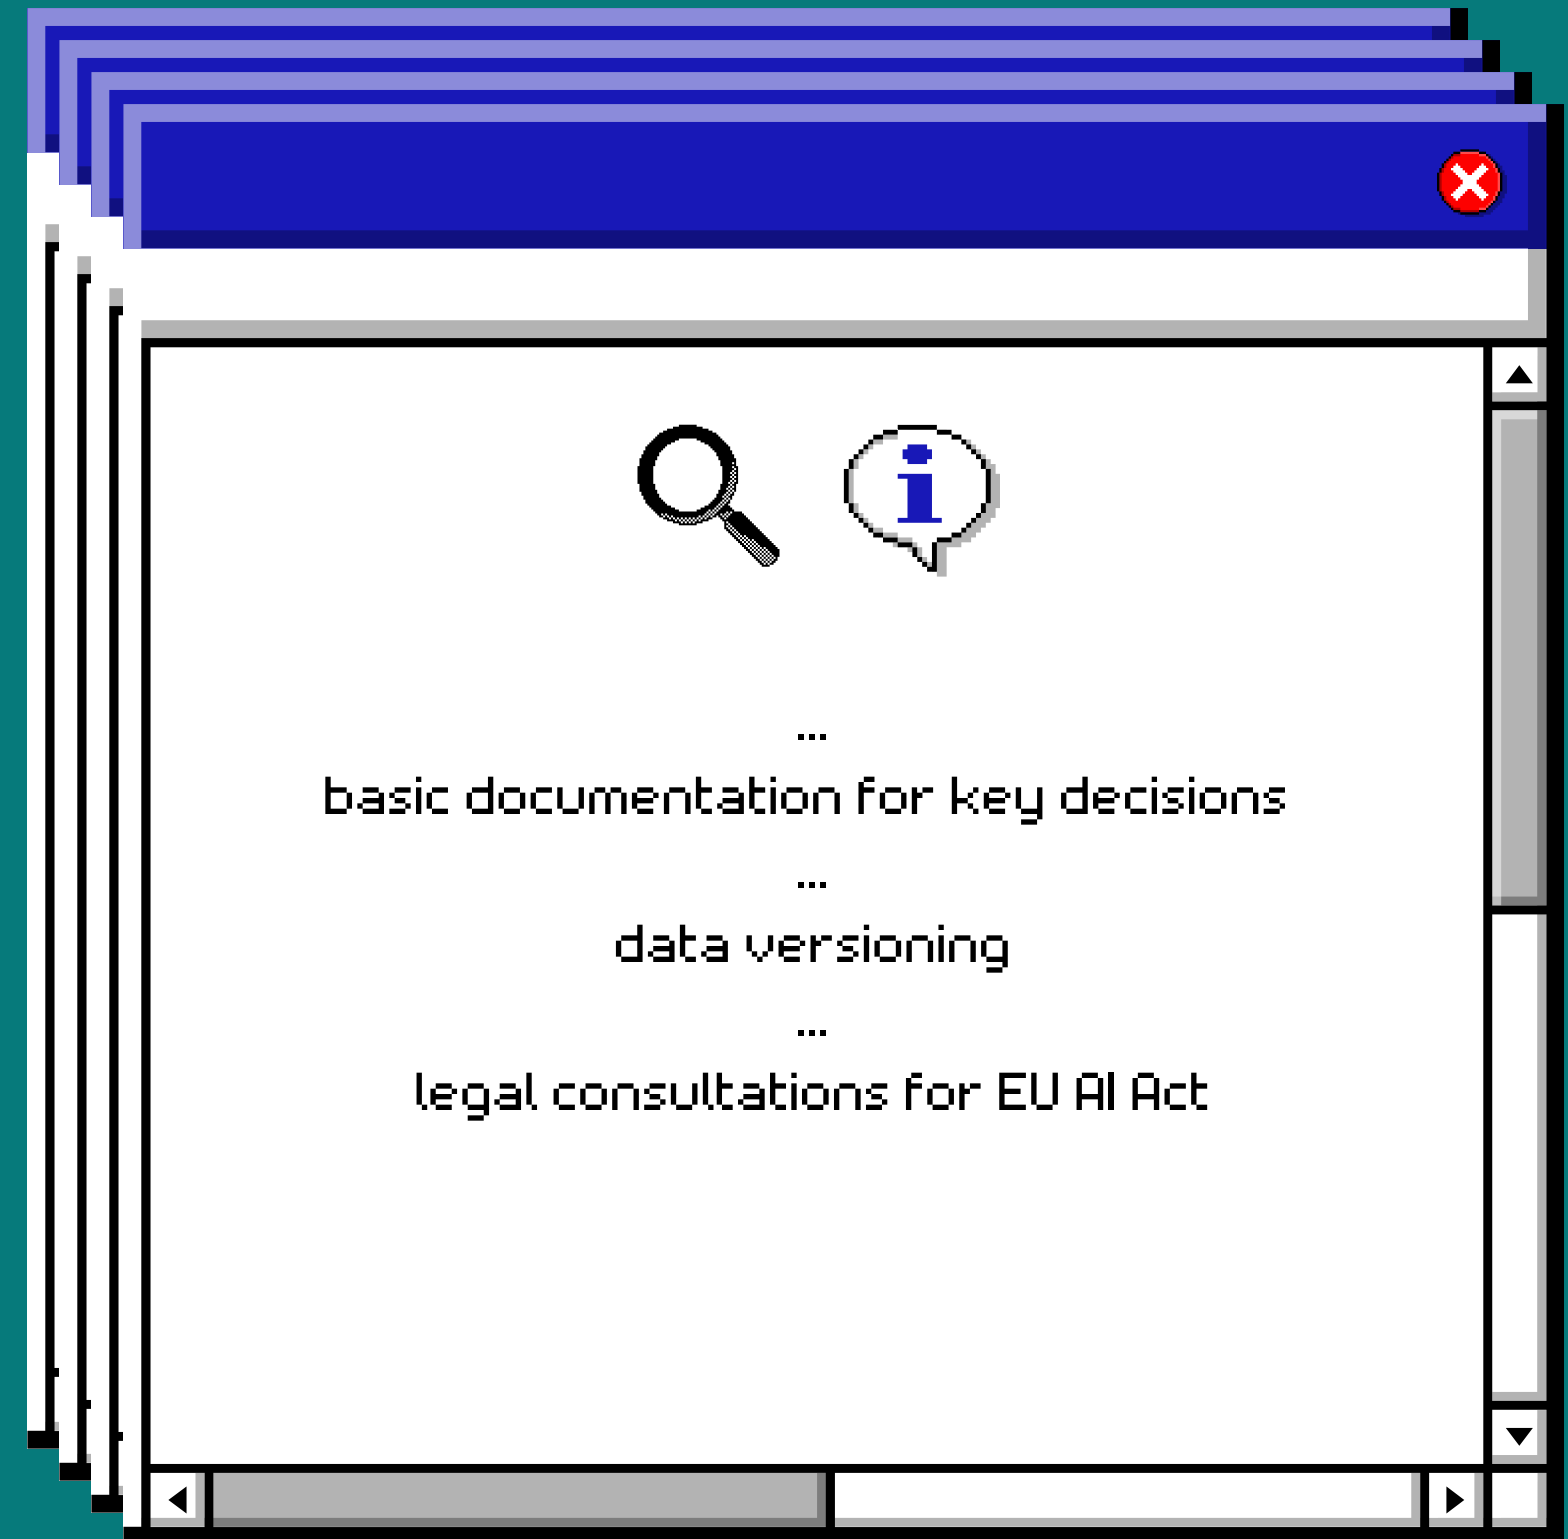 i
...
basic documentation for key decisions
...
data versioning
...
legal consultations for EU AI Act